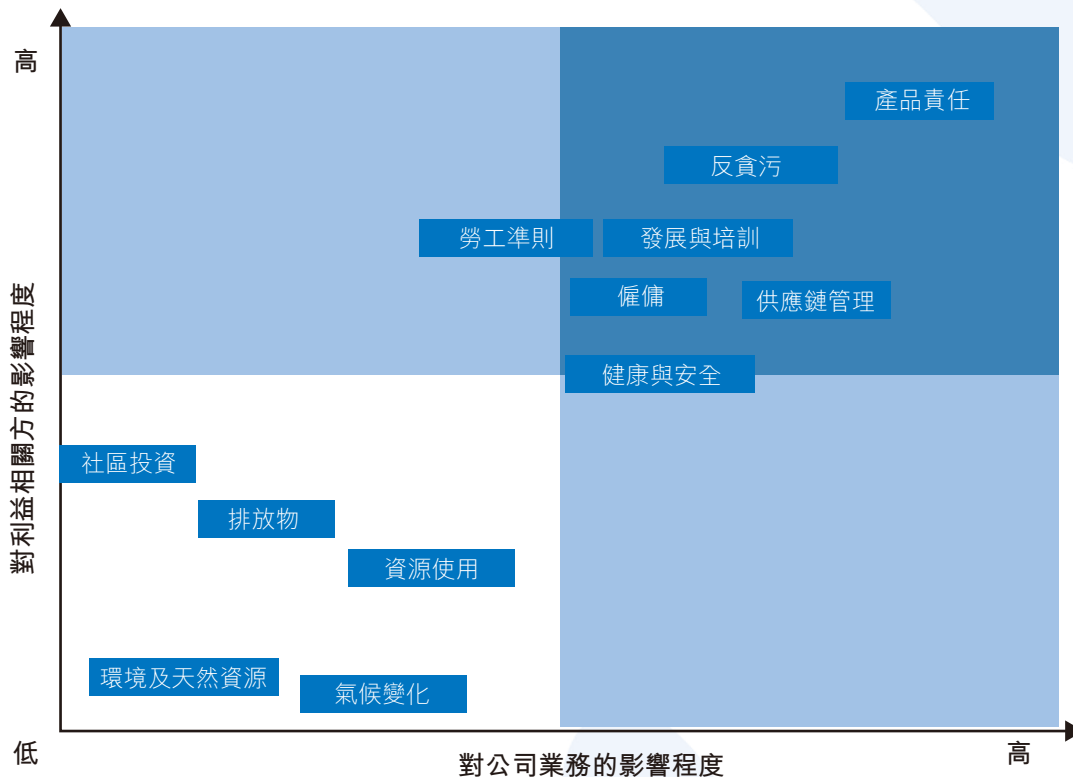 高
產品責任
反貪污
勞工準則
發展與培訓
僱傭
供應鏈管理
健康與安全
對利益相關方的影響程度
社區投資
排放物
資源使用
環境及天然資源
氣候變化
低
對公司業務的影響程度
高